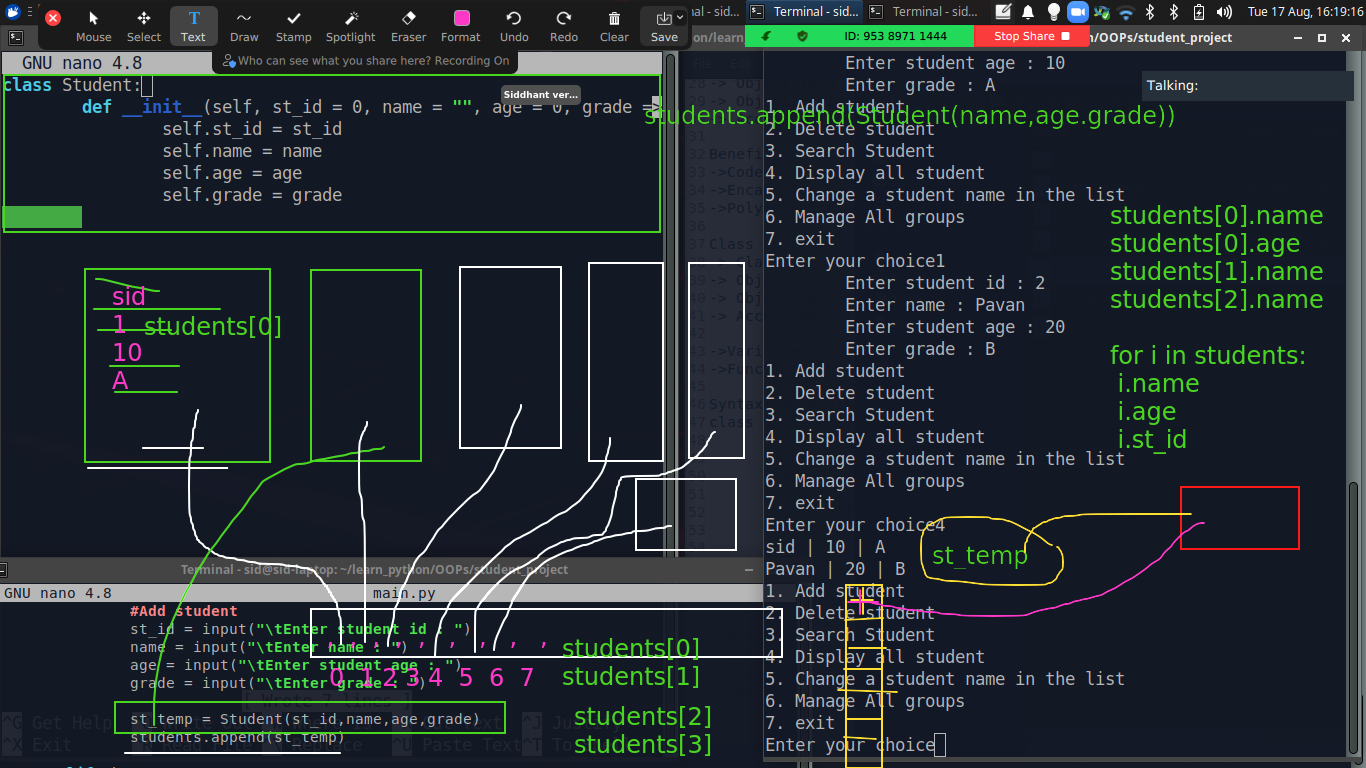 Mouse Select Text Draw Stamp Spotlight Eraser Format Undo Redo Clear Save
Who can see what you share here? Recording On
Terminal - sid... Terminal - sid... Tue 17 Aug, 16:19:16
ID: 953 8971 1444 Stop Share
/OOPs/student_project
Talking:
Siddhant ver...
GNU nano 4.8
class Student:
def __init__(self, st_id = 0, name = "", age = 0, grade =>
self.st_id = st_id
self.name = name
self.age = age
self.grade = grade
students.append(Student(name,age.grade))
sid
1 students[0]
10
A
Enter student age : 10
Enter grade : A
1. Add student
2. Delete student
3. Search Student
4. Display all student
5. Change a student name in the list
6. Manage All groups
7. exit
Enter your choice1
Enter student id : 2
Enter name : Pavan
Enter student age : 20
Enter grade : B
1. Add student
2. Delete student
3. Search Student
4. Display all student
5. Change a student name in the list
6. Manage All groups
7. exit
Enter your choice4
sid | 10 | A
Pavan | 20 | B
1. Add student
2. Delete student
3. Search Student
4. Display all student
5. Change a student name in the list
6. Manage All groups
7. exit
Enter your choice
students[0].name
students[0].age
students[1].name
students[2].name
for i in students:
i.name
i.age
i.st_id
st_temp
Terminal - sid@sid-laptop: ~/learn_python/OOPs/student_project
GNU nano 4.8 main.py
#Add student
st_id = input("\tEnter student id : ")
name = input("\tEnter name : ")
age = input("\tEnter student age : ")
grade = input("\tEnter grade : ")
st_temp = Student(st_id,name,age,grade)
students.append(st_temp)
, , , , , , , ,
0 1 2 3 4 5 6 7
students[0]
students[1]
students[2]
students[3]
[ Wrote 7 lines ]
^G Get Help
^X Exit ^R Read File ^\ Replace ^U Paste Text ^T To